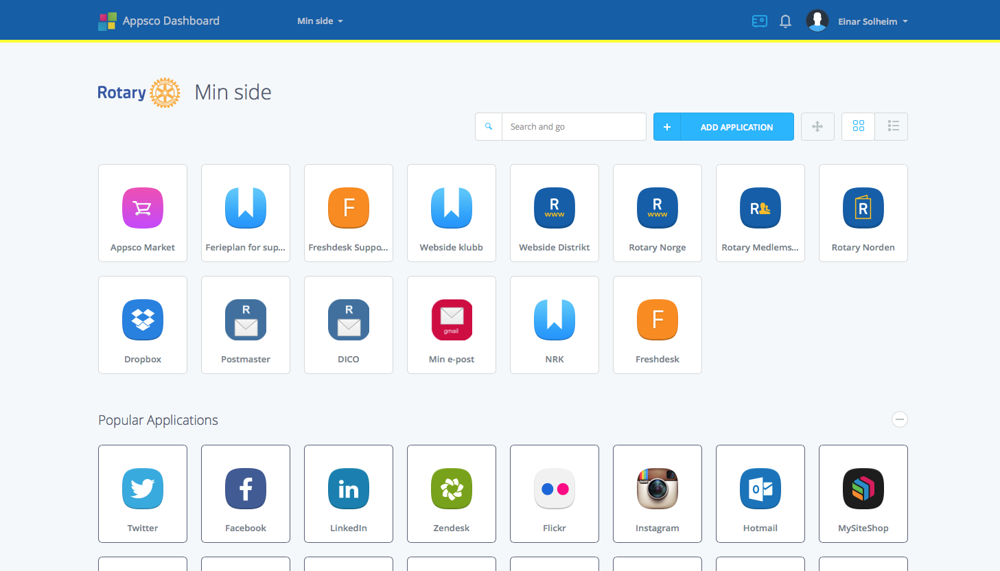 Appsco Dashboard
Min side
Einar Solheim
Rotary
Min side
Search and go
+ ADD APPLICATION
Appsco Market
Ferieplan for sup...
F
Freshdesk Suppo...
Webside klubb
R
www
Webside Distrikt
R
www
Rotary Norge
R
Rotary Medlems...
R
Rotary Norden
Dropbox
R
Postmaster
R
DICO
gmail
Min e-post
NRK
F
Freshdesk
Popular Applications
Twitter
f
Facebook
in
LinkedIn
Zendesk
Flickr
Instagram
O
Hotmail
MySiteShop